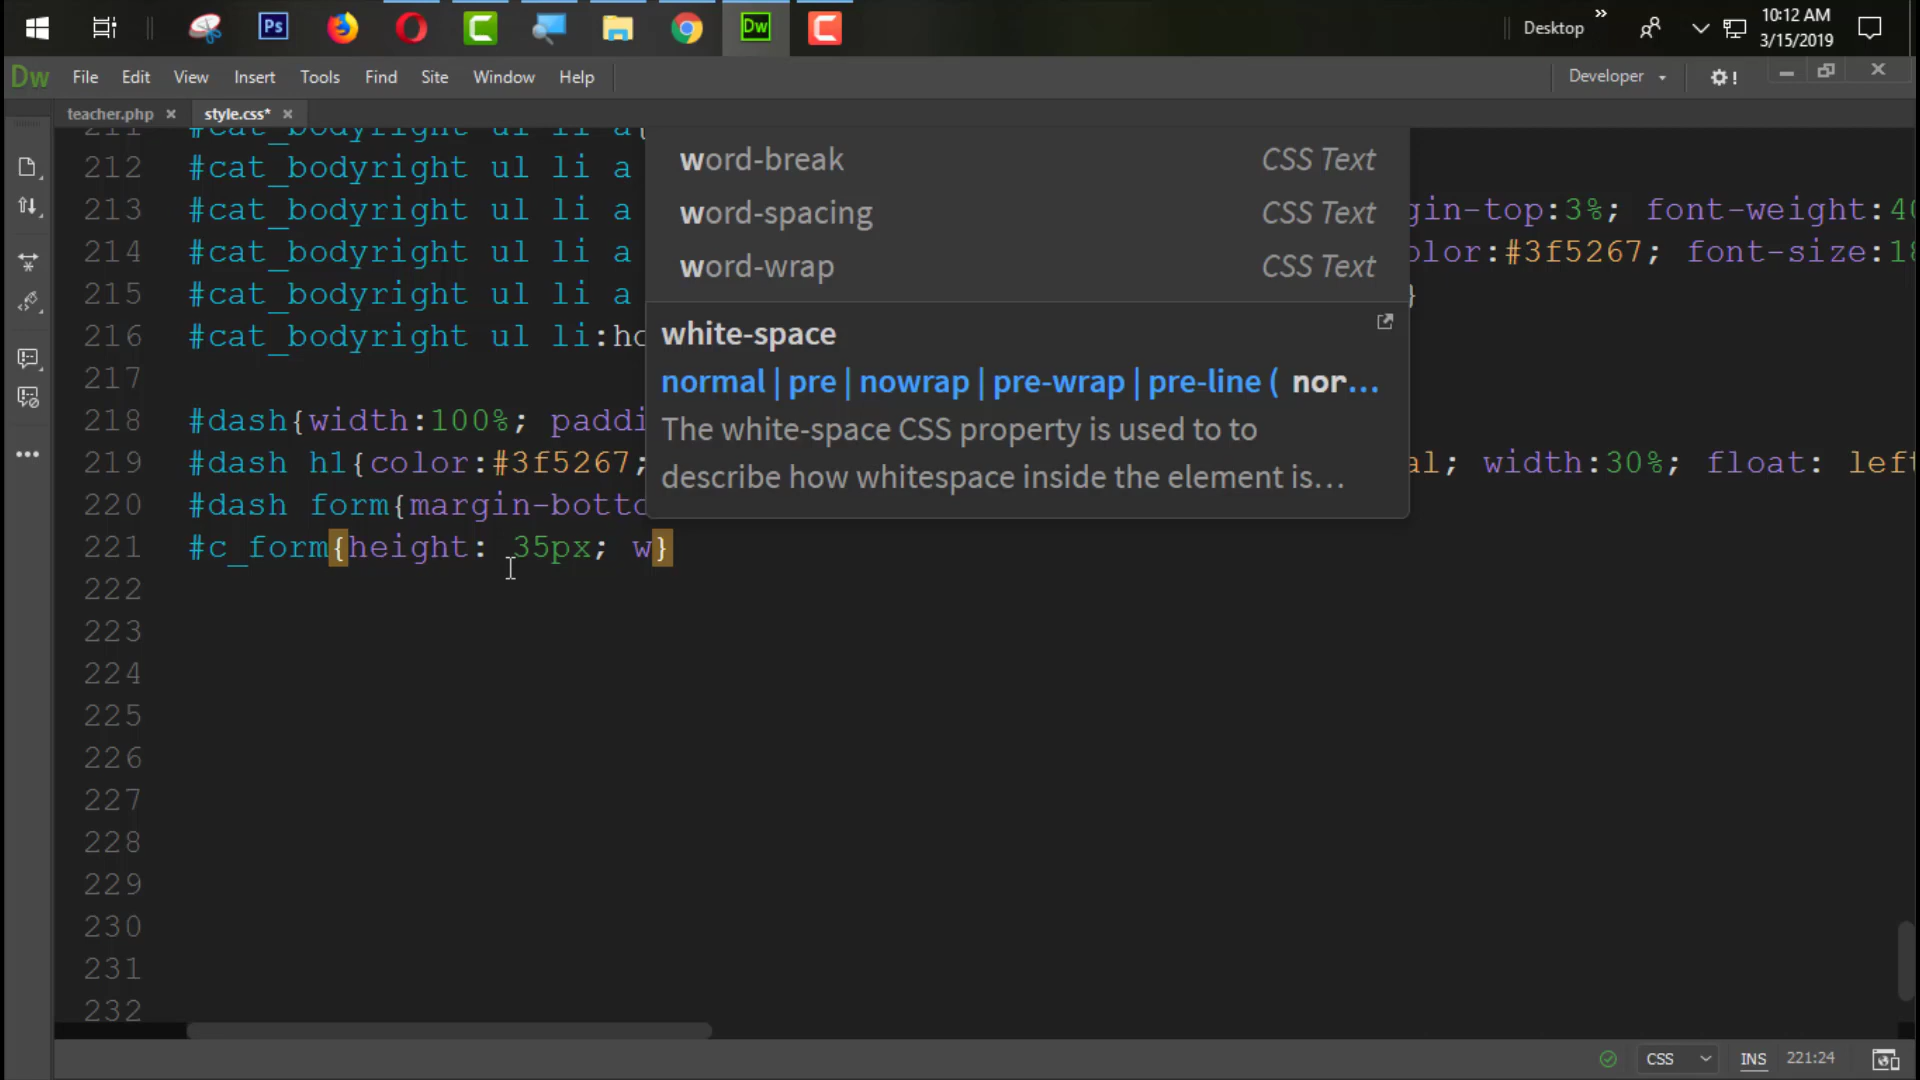 Desktop
»
10:12 AM
3/15/2019
Dw File Edit View Insert Tools Find Site Window Help
Developer
teacher.php × style.css* ×
211 #cat_bodyright ul li a{
212 #cat_bodyright ul li a
213 #cat_bodyright ul li a gin-top:3%; font-weight:40
214 #cat_bodyright ul li a olor:#3f5267; font-size:18
215 #cat_bodyright ul li a }
216 #cat_bodyright ul li:ho
217
218 #dash{width:100%; paddi
219 #dash h1{color:#3f5267; al; width:30%; float: left
220 #dash form{margin-botto
221 #c_form{height: 35px; w}
222
223
224
225
226
227
228
229
230
231
232
word-break CSS Text
word-spacing CSS Text
word-wrap CSS Text
white-space
normal | pre | nowrap | pre-wrap | pre-line ( nor...
The white-space CSS property is used to to
describe how whitespace inside the element is...
CSS INS 221:24